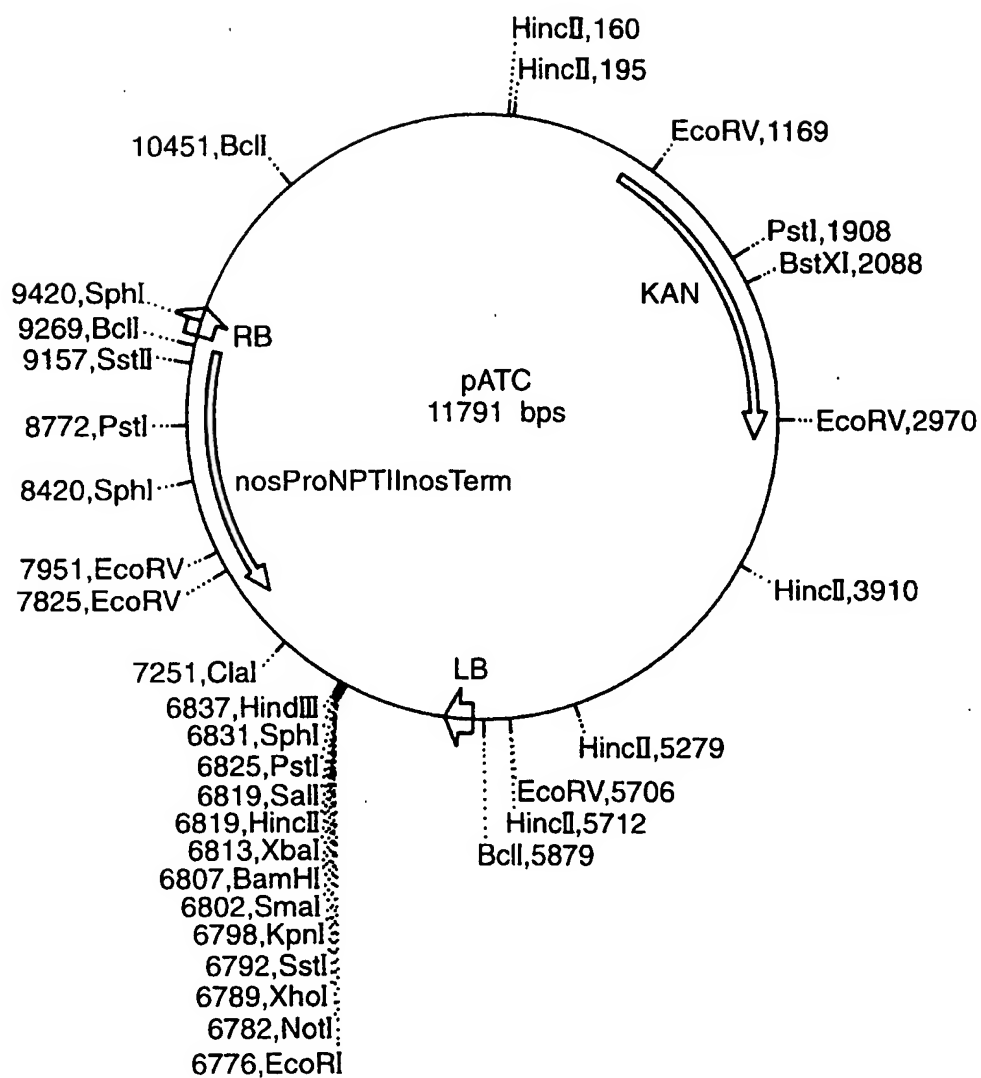 HincⅡ,160
HincⅡ,195
EcoRV,1169
10451,BclI
PstI,1908
BstXI,2088
KAN
9420,SphI
RB
9269,BclI
9157,SstⅡ
pATC
11791 bps
8772,PstI
EcoRV,2970
8420,SphI
nosProNPTIInosTerm
7951,EcoRV
7825,EcoRV
HincⅡ,3910
7251,ClaI
LB
6837,HindⅢ
6831,SphI
HincⅡ,5279
6825,PstI
6819,SalI
EcoRV,5706
6819,HincⅡ
HincⅡ,5712
6813,XbaI
BclI,5879
6807,BamHI
6802,SmaI
6798,KpnI
6792,SstI
6789,XhoI
6782,NotI
6776,EcoRI